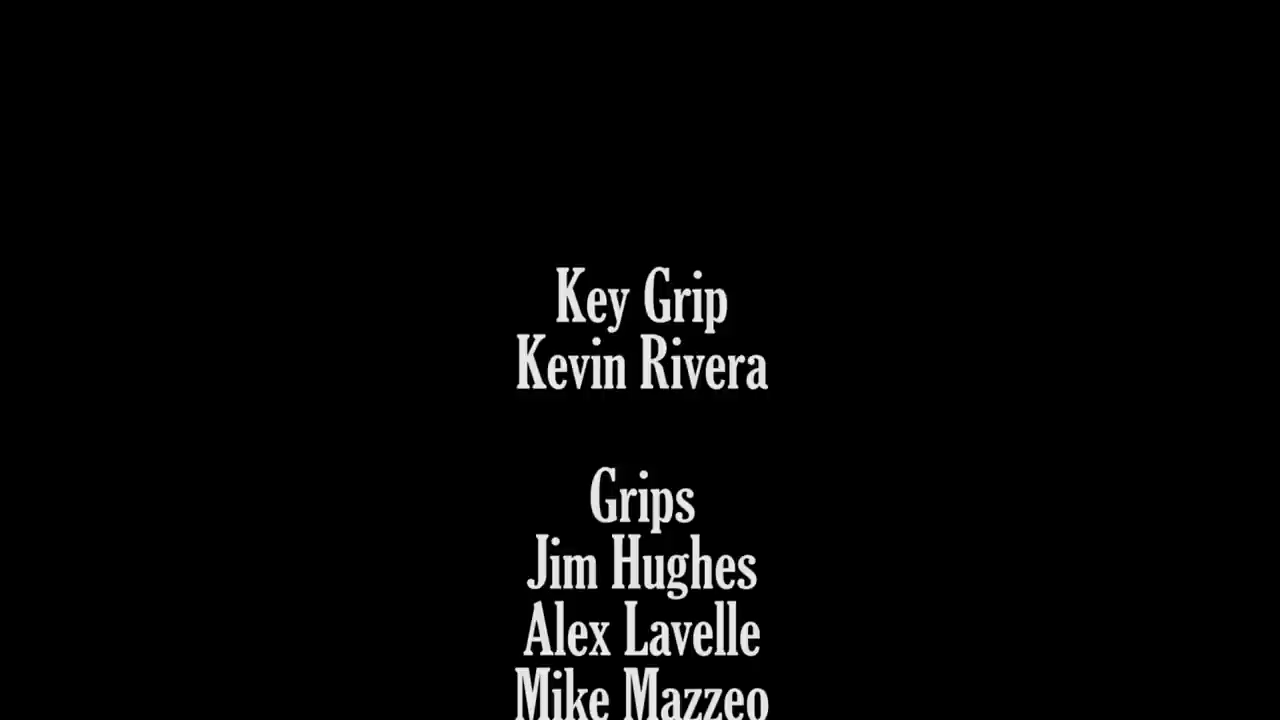 Key Grip
Kevin Rivera
Grips
Jim Hughes
Alex Lavelle
Mike Mazzeo